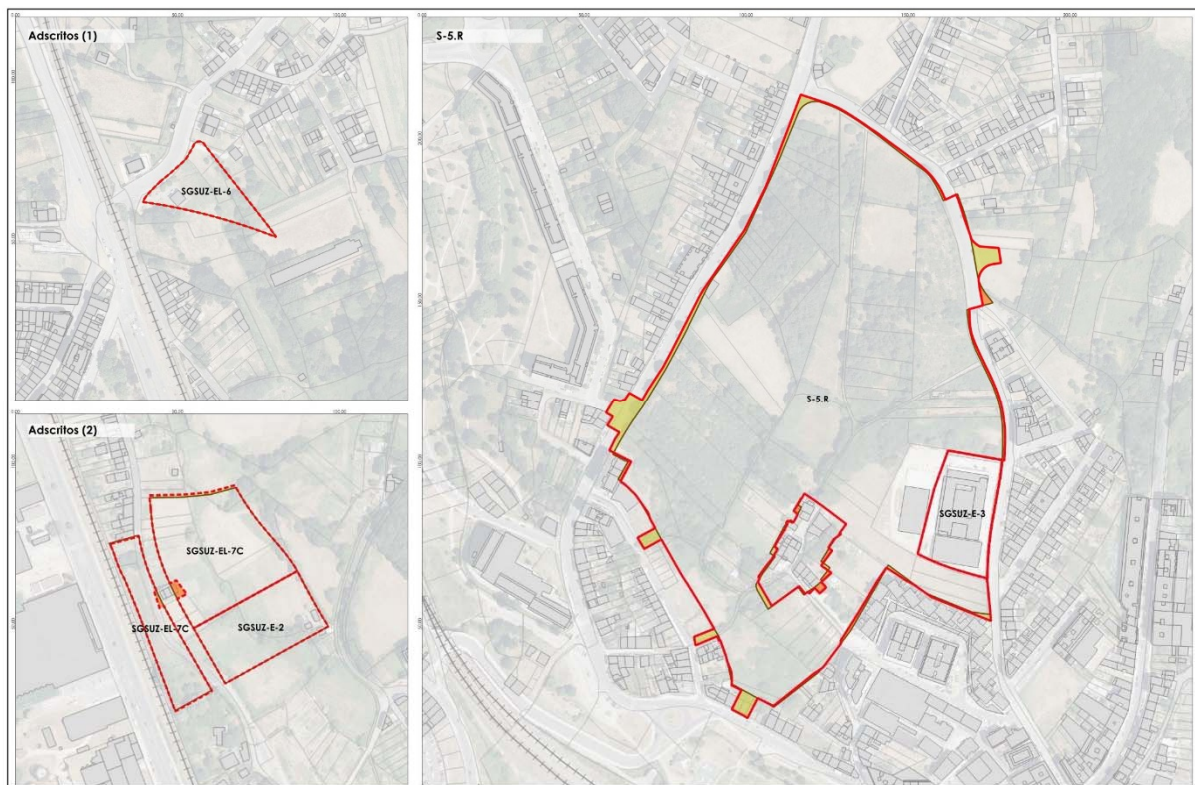 Adscritos (1)
SGSUZ-EL-6
Adscritos (2)
SGSUZ-EL-7C
SGSUZ-EL-7C
SGSUZ-E-2
S-5.R
S-5.R
SGSUZ-E-3